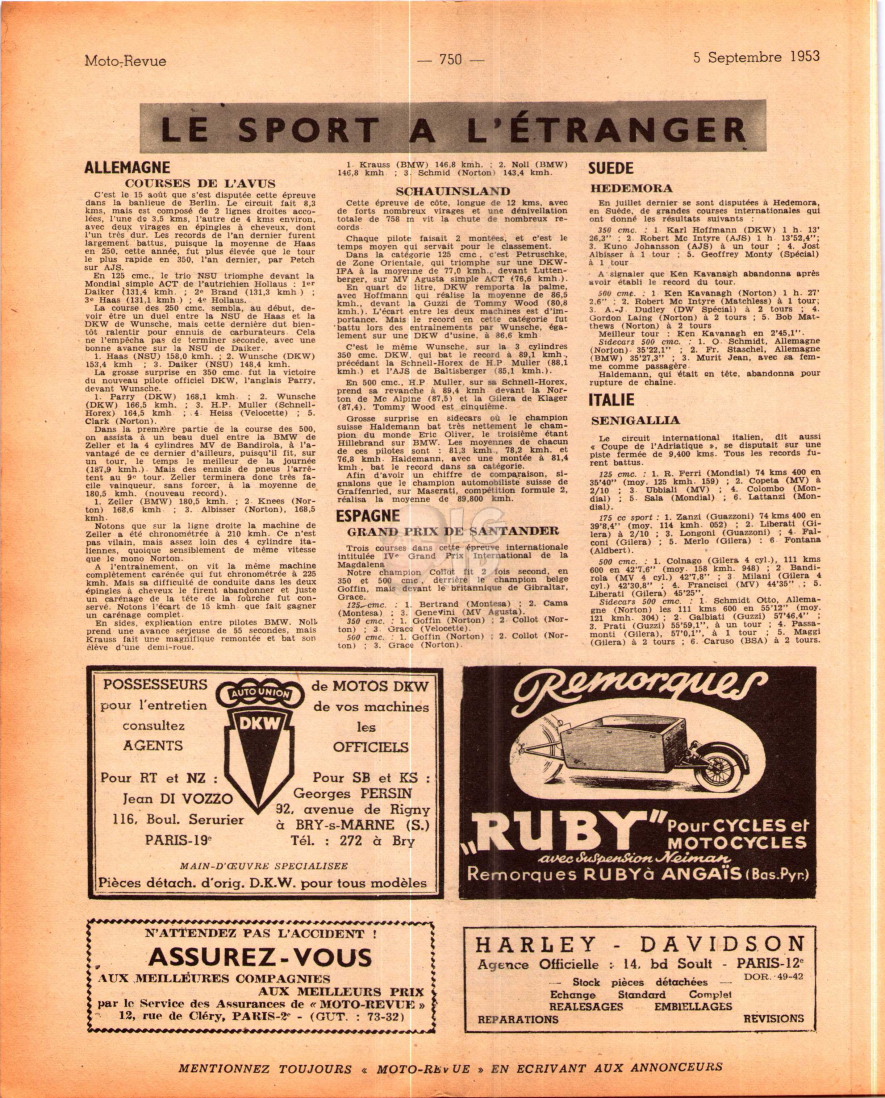 Moto-Revue
— 750 —
5 Septembre 1953
LE SPORT A L'ÉTRANGER
ALLEMAGNE
COURSES DE L'AVUS
C'est le 15 août que s'est disputée cette épreuve
dans la banlieue de Berlin. Le circuit fait 8,3
kms, mais est composé de 2 lignes droites acco-
lées, l'une de 3,5 kms, l'autre de 4 kms environ,
avec deux virages en épingles à cheveux, dont
l'un très dur. Les records de l'an dernier furent
largement battus, puisque la moyenne de Haas
en 250, cette année, fut plus élevée que le tour
le plus rapide en 350, l'an dernier, par Petch
sur AJS.
En 125 cmc., le trio NSU triomphe devant la
Mondial simple ACT de l'autrichien Hollaus : 1er
Daiker (131,4 kmh. ; 2e Brand (131,3 kmh ) ;
3e Haas (131,1 kmh ) ; 4e Hollaus.
La course des 250 cmc. sembla, au début, de-
voir être un duel entre la NSU de Haas et la
DKW de Wunsche, mais cette dernière dut bien-
tôt ralentir pour ennuis de carburateurs. Cela
ne l'empêcha pas de terminer seconde, avec une
bonne avance sur la NSU de Daiker.
1. Haas (NSU) 158,0 kmh. ; 2. Wunsche (DKW)
153,4 kmh ; 3. Daiker (NSU) 148,4 kmh.
La grosse surprise en 350 cmc. fut la victoire
du nouveau pilote officiel DKW, l'anglais Parry,
devant Wunsche.
1. Parry (DKW) 168,1 kmh. ; 2. Wunsche
(DKW) 166,5 kmh. ; 3. H.P. Muller (Schnell-
Horex) 164,5 kmh ; 4. Heiss (Velocette) ; 5.
Clark (Norton).
Dans la première partie de la course des 500,
on assista à un beau duel entre la BMW de
Zeller et la 4 cylindres MV de Bandirola, à l'a-
vantagé de ce dernier d'ailleurs, puisqu'il fit, sur
un tour, le temps le meilleur de la journée
(187,9 kmh.) Mais des ennuis de pneus l'arrê-
tent au 9e tour. Zeller terminera donc très fa-
cile vainqueur, sans forcer, à la moyenne de
180,5 kmh. (nouveau record).
1. Zeller (BMW) 180,5 kmh. ; 2 Knees (Nor-
ton) 168,6 kmh. ; 3. Albisser (Norton), 168,5
kmh.
Notons que sur la ligne droite la machine de
Zeller a été chronométrée à 210 kmh. Ce n'est
pas vilain, mais assez loin des 4 cylindre ita-
liennes, quoique sensiblement de même vitesse
que le mono Norton.
A l'entraînement, on vit la même machine
complètement carénée qui fut chronométrée à 225
kmh. Mais sa difficulté de conduite dans les deux
épingles à cheveux le firent abandonner et juste
un carénage de la tête de la fourche fut con-
servé. Notons l'écart de 15 kmh que fait gagner
un carénage complet.
En sides, explication entre pilotes BMW. Noll
prend une avance sérieuse de 55 secondes, mais
Krauss fait une magnifique remontée et bat son
élève d'une demi-roue.
1. Krauss (BMW) 146,8 kmh. ; 2. Noll (BMW)
146,8 kmh ; 3. Schmid (Norton) 143,4 kmh.
SCHAUINSLAND
Cette épreuve de côte, longue de 12 kms, avec
de forts nombreux virages et une dénivellation
totale de 758 m vit la chute de nombreux re-
cords
Chaque pilote faisait 2 montées, et c'est le
temps moyen qui servait pour le classement.
Dans la catégorie 125 cmc., c'est Petruschke,
de Zone Orientale, qui triomphe sur une DKW-
IFA à la moyenne de 77,0 kmh., devant Lutten-
berger, sur MV Agusta simple ACT (76,6 kmh.).
En quart de litre, DKW remporta la palme,
avec Hoffmann qui réalise la moyenne de 86,5
kmh., devant la Guzzi de Tommy Wood (80,8
kmh.). L'écart entre les deux machines est d'im-
portance. Mais le record en cette catégorie fut
battu lors des entrainements par Wunsche, éga-
lement sur une DKW d'usine, à 86,6 kmh
C'est le même Wunsche, sur la 3 cylindres
350 cmc. DKW, qui bat le record à 89,1 kmh.,
précédant la Schnell-Horex de H.P Muller (88,1
kmh.) et l'AJS de Baltisberger (85,1 kmh.).
En 500 cmc., H.P. Muller, sur sa Schnell-Horex,
prend sa revanche à 89,4 kmh devant la Nor-
ton de Mc Alpine (87,5) et la Gilera de Klager
(87,4). Tommy Wood est cinquième.
Grosse surprise en sidecars où le champion
suisse Haldemann bat très nettement le cham-
pion du monde Eric Oliver, le troisième étant
Hillebrand sur BMW. Les moyennes de chacun
de ces pilotes sont : 81,3 kmh., 78,2 kmh. et
76,8 kmh. Haldemann, avec une montée à 81,4
kmh., bat le record dans sa catégorie.
Afin d'avoir un chiffre de comparaison, si-
gnalons que le champion automobiliste suisse de
Graffenried, sur Maserati, compétition formule 2,
réalisa la moyenne de 89,800 kmh.
ESPAGNE
GRAND PRIX DE SANTANDER
Trois courses dans cette épreuve internationale
intitulée IVe Grand Prix International de la
Magdalena.
Notre champion Collot fit 2 fois second, en
350 et 500 cmc., derrière le champion belge
Goffin, mais devant le britannique de Gibraltar,
Grace.
125 cmc. : 1. Bertrand (Montesa) ; 2. Cama
(Montesa) ; 3. Genevini (MV Agusta).
350 cmc. : 1. Goffin (Norton) ; 2. Collot (Nor-
ton) ; 3. Grace (Velocette).
500 cmc. : 1. Goffin (Norton) ; 2. Collot (Nor-
ton) ; 3. Grace (Norton).
SUEDE
HEDEMORA
En juillet dernier se sont disputées à Hedemora,
en Suède, de grandes courses internationales qui
ont donné les résultats suivants :
350 cmc. : 1 Karl Hoffmann (DKW) 1 h. 13'
26,3'' ; 2. Robert Mc Intyre (AJS) 1 h 13'52,4'';
3. Kuno Johansson (AJS) à un tour ; 4. Jost
Albisser à 1 tour ; 5. Geoffrey Monty (Spécial)
à 1 tour
A signaler que Ken Kavanagh abandonna après
avoir établi le record du tour.
500 cmc. : 1 Ken Kavanagh (Norton) 1 h. 27'
2,6'' ; 2. Robert Mc Intyre (Matchless) à 1 tour;
3. A.-J Dudley (DW Spécial) à 2 tours ; 4.
Gordon Laing (Norton) à 2 tours ; 5. Bob Mat-
thews (Norton) à 2 tours
Meilleur tour : Ken Kavanagh en 2'45,1''.
Sidecars 500 cmc. : 1. O Schmidt, Allemagne
(Norton) 35'22,1'' ; 2. Fr. Staschel, Allemagne
(BMW) 35'27,3'' ; 3. Murit Jean, avec sa fem-
me comme passagère
Haldemann, qui était en tête, abandonna pour
rupture de chaîne.
ITALIE
SENIGALLIA
Le circuit international italien, dit aussi
« Coupe de l'Adriatique », se disputait sur une
piste fermée de 9,400 kms. Tous les records fu-
rent battus.
125 cmc. : 1. R. Ferri (Mondial) 74 kms 400 en
35'40'' (moy. 125 kmh. 159) ; 2. Copeta (MV) à
2/10 ; 3 Ubbiali (MV) ; 4. Colombo (Mon-
dial) ; 5. Sala (Mondial) ; 6. Lattanzi (Mon-
dial).
175 cc sport : 1. Zanzi (Guazzoni) 74 kms 400 en
39'8,4'' (moy. 114 kmh. 052) ; 2. Liberati (Gi-
lera) à 2/10 ; 3. Longoni (Guazzoni) ; 4. Fal-
coni (Gilera) ; 5. Merlo (Gilera) ; 6. Fontana
(Aldbert).
500 cmc. : 1. Colnago (Gilera 4 cyl.), 111 kms
600 en 42'7,6'' (moy. 158 kmh. 948) ; 2 Bandi-
rola (MV 4 cyl.) 42'7,8'' ; 3 Milani (Gilera 4
cyl.) 42'30,8'' ; 4. Francisci (MV) 44'35'' ; 5.
Liberati (Gilera) 45'25''.
Sidecars 500 cmc. : 1. Schmidt Otto, Allema-
gne (Norton) les 111 kms 600 en 55'12'' (moy.
121 kmh. 304) ; 2. Galbiati (Guzzi) 57'46,4''
; 3. Prati (Guzzi) 55'59,1'', à un tour ; 4. Passa-
monti (Gilera), 57'0,1'', à 1 tour ; 5. Maggi
(Gilera) à 2 tours ; 6. Caruso (BSA) à 2 tours.
POSSESSEURS de MOTOS DKW
pour l'entretien de vos machines
consultez les
AGENTS OFFICIELS
AUTO UNION
DKW
Pour RT et NZ :
Jean DI VOZZO
116, Boul. Serurier
PARIS-19e
Pour SB et KS :
Georges PERSIN
92, avenue de Rigny
à BRY-s-MARNE (S.)
Tél. : 272 à Bry
MAIN-D'ŒUVRE SPECIALISEE
Pièces détach. d'orig. D.K.W. pour tous modèles
Remorques
„RUBY"
Pour CYCLES et
MOTOCYCLES
avec Suspension Neiman
Remorques RUBY à ANGAÏS (Bas.Pyr.)
N'ATTENDEZ PAS L'ACCIDENT !
ASSUREZ-VOUS
AUX MEILLEURES COMPAGNIES
AUX MEILLEURS PRIX
par le Service des Assurances de « MOTO-REVUE »
12, rue de Cléry, PARIS-2e - (GUT. : 73-32)
HARLEY - DAVIDSON
Agence Officielle : 14, bd Soult - PARIS-12e
DOR. 49-42
— Stock pièces détachées —
Echange Standard Complet
REALESAGES EMBIELLAGES
REPARATIONS REVISIONS
MENTIONNEZ TOUJOURS « MOTO-REVUE » EN ECRIVANT AUX ANNONCEURS